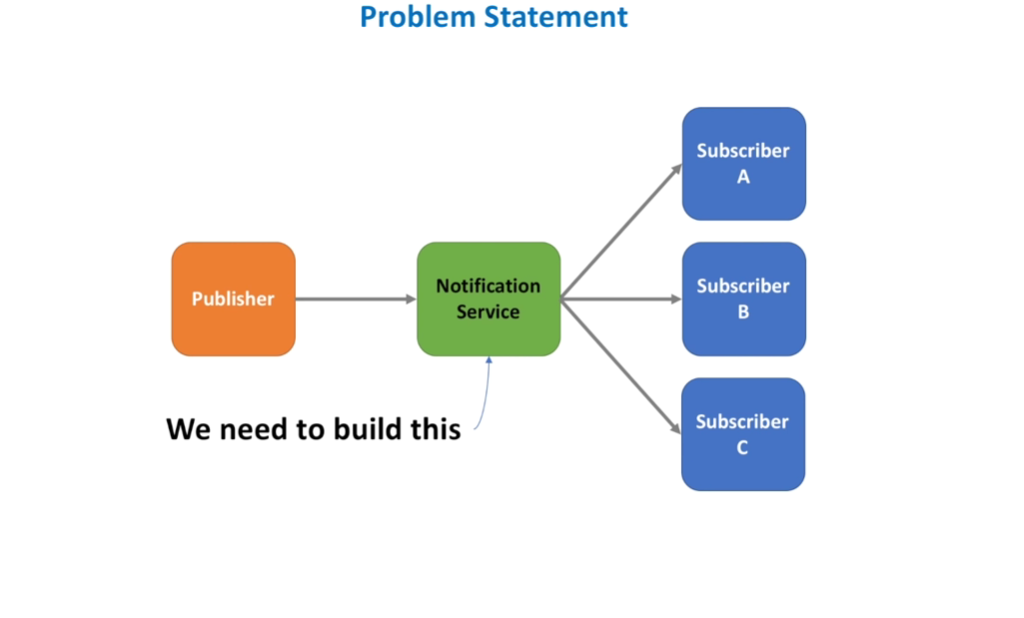 Problem Statement
Subscriber
A
Publisher
Notification
Service
Subscriber
B
We need to build this
Subscriber
C